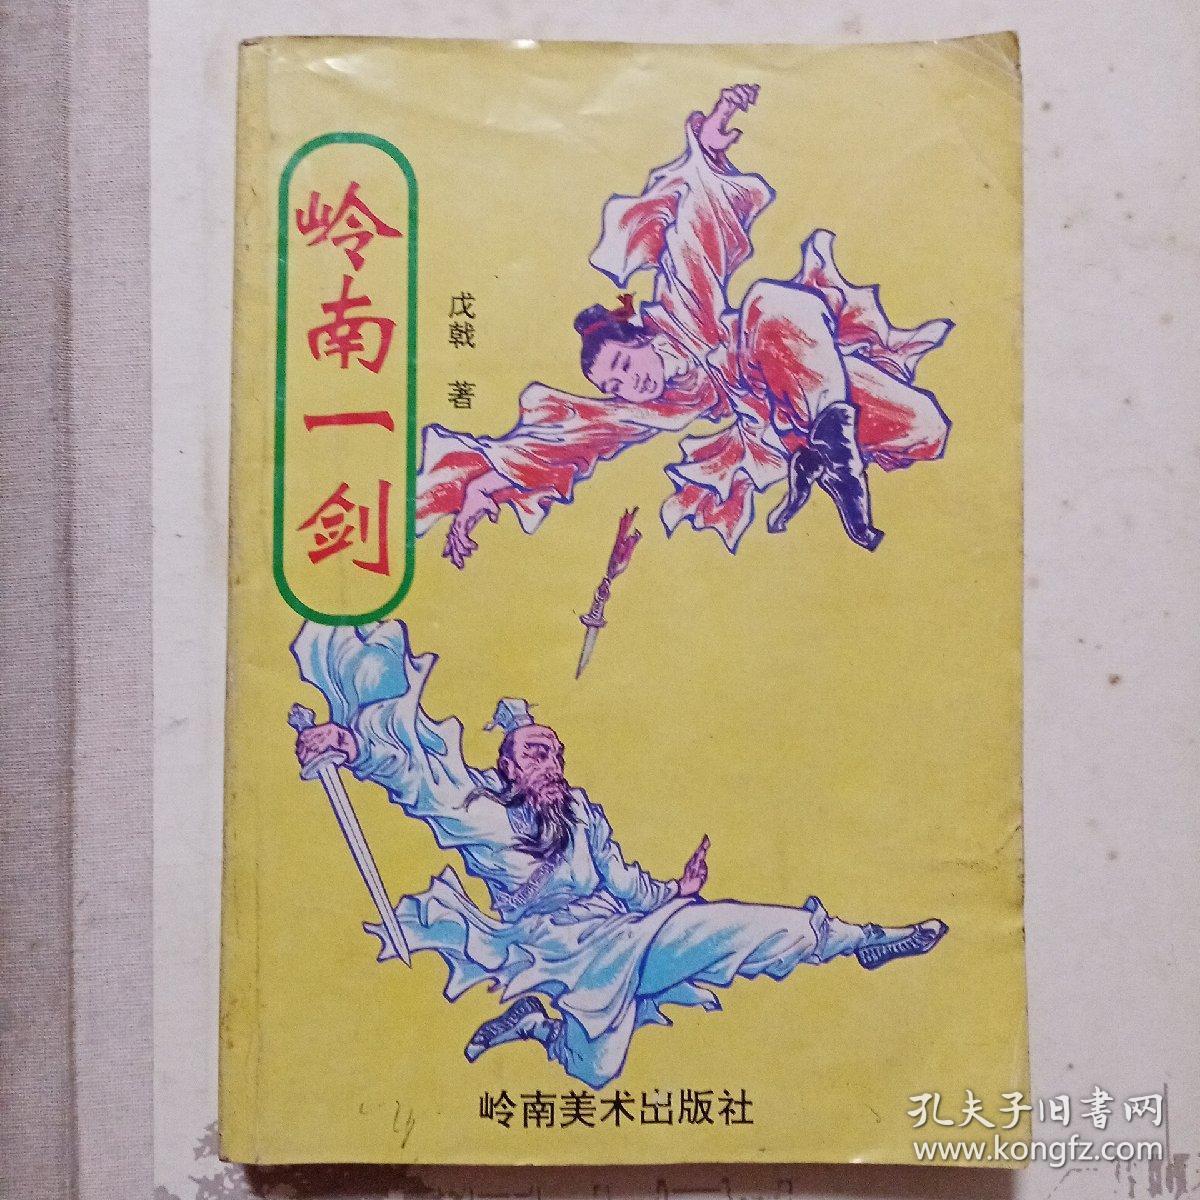 岭南一剑
戊戟 著
岭南美术出版社
孔夫子旧书网
www.kongfz.com